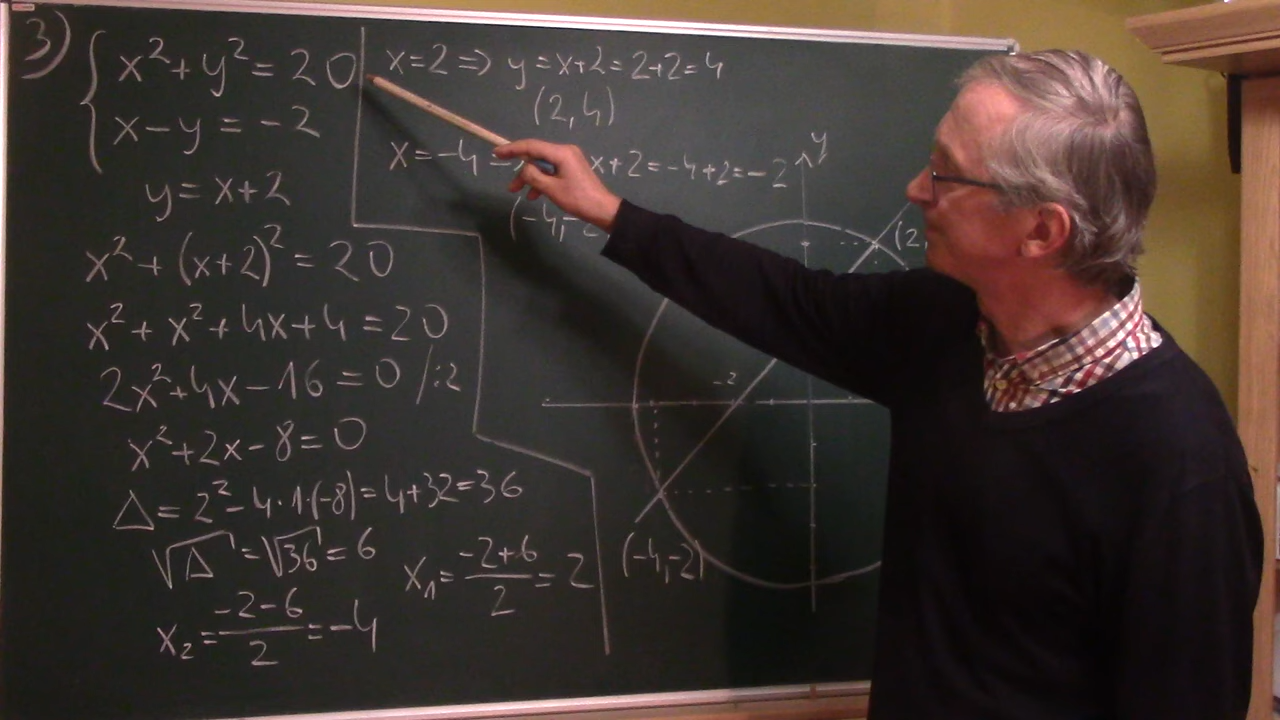 3)
x² + y² = 20
x − y = −2
y = x+2
x² + (x+2)² = 20
x² + x² + 4x + 4 = 20
2x² + 4x − 16 = 0 /:2
x² + 2x − 8 = 0
Δ = 2² − 4·1·(−8) = 4+32 = 36
√Δ = √36 = 6
x₁ = (−2+6)/2 = 2
x₂ = (−2−6)/2 = −4
x = 2 ⇒ y = x+2 = 2+2 = 4
(2,4)
x = −4 x+2 = −4+2 = −2
(−4,−2
y
(2,
−2
(−4,−2)